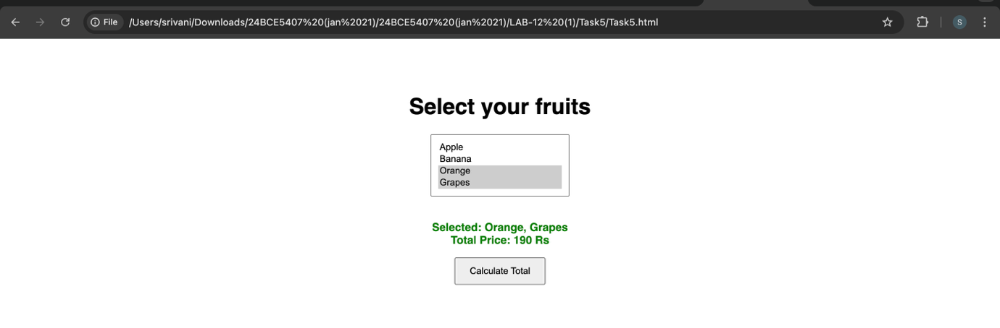 File /Users/srivani/Downloads/24BCE5407%20(jan%2021)/24BCE5407%20(jan%2021)/LAB-12%20(1)/Task5/Task5.html
S
Select your fruits
Apple
Banana
Orange
Grapes
Selected: Orange, Grapes
Total Price: 190 Rs
Calculate Total